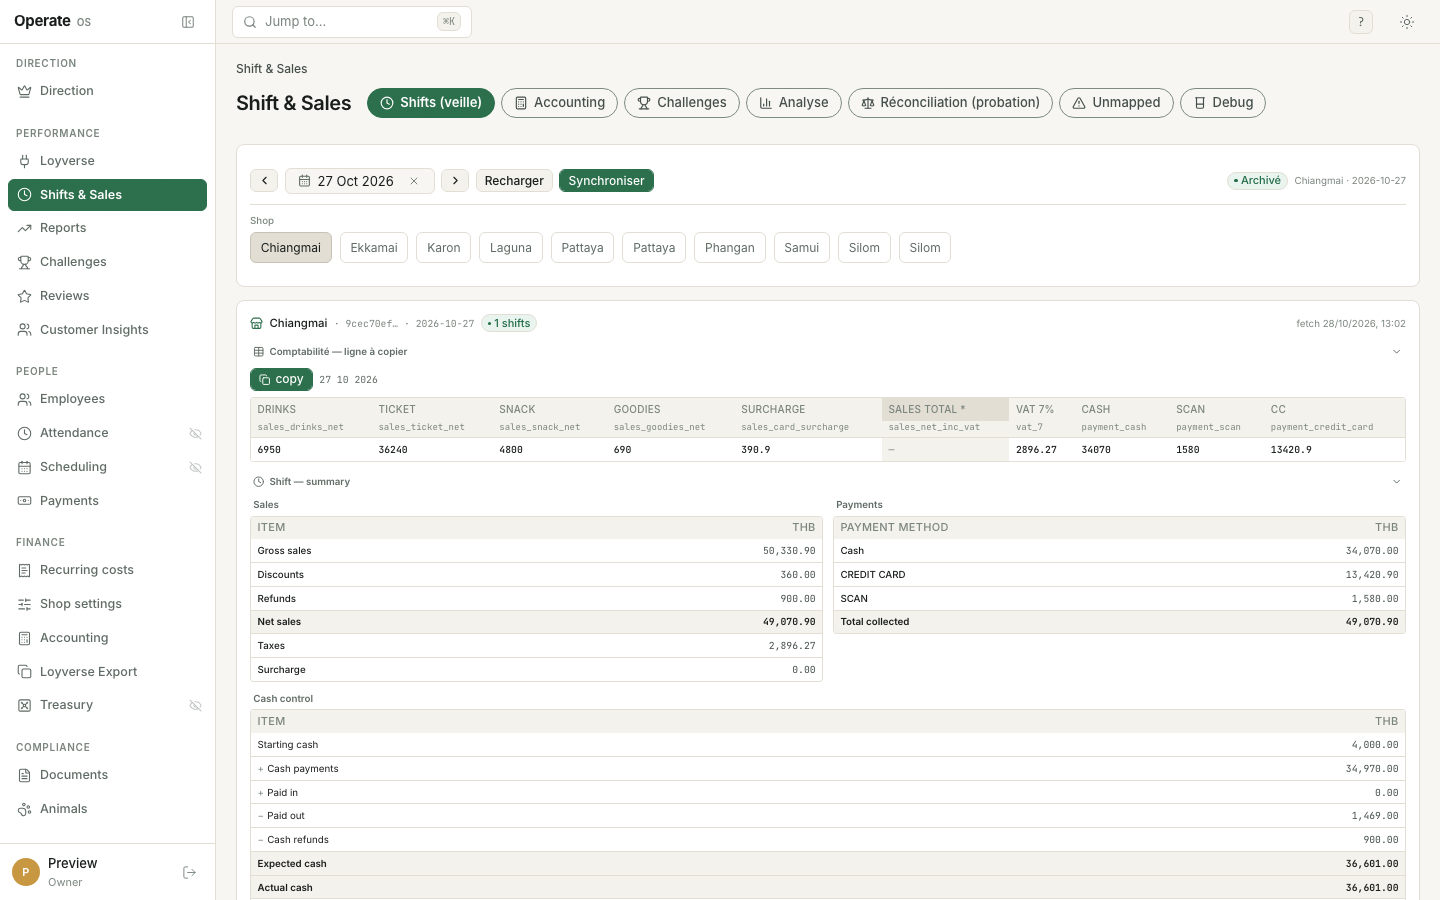 Operate OS
Jump to...
⌘K
?
DIRECTION
Direction
PERFORMANCE
Loyverse
Shifts & Sales
Reports
Challenges
Reviews
Customer Insights
PEOPLE
Employees
Attendance
Scheduling
Payments
FINANCE
Recurring costs
Shop settings
Accounting
Loyverse Export
Treasury
COMPLIANCE
Documents
Animals
P
Preview
Owner
Shift & Sales
Shift & Sales
Shifts (veille)
Accounting
Challenges
Analyse
Réconciliation (probation)
Unmapped
Debug
27 Oct 2026
Recharger
Synchroniser
• Archivé
Chiangmai · 2026-10-27
Shop
Chiangmai
Ekkamai
Karon
Laguna
Pattaya
Pattaya
Phangan
Samui
Silom
Silom
Chiangmai · 9cec70ef… · 2026-10-27 • 1 shifts
fetch 28/10/2026, 13:02
Comptabilité — ligne à copier
copy 27 10 2026
DRINKS TICKET SNACK GOODIES SURCHARGE SALES TOTAL * VAT 7% CASH SCAN CC
sales_drinks_net sales_ticket_net sales_snack_net sales_goodies_net sales_card_surcharge sales_net_inc_vat vat_7 payment_cash payment_scan payment_credit_card
6950 36240 4800 690 390.9 — 2896.27 34070 1580 13420.9
Shift — summary
Sales
ITEM THB
Gross sales 50,330.90
Discounts 360.00
Refunds 900.00
Net sales 49,070.90
Taxes 2,896.27
Surcharge 0.00
Payments
PAYMENT METHOD THB
Cash 34,070.00
CREDIT CARD 13,420.90
SCAN 1,580.00
Total collected 49,070.90
Cash control
ITEM THB
Starting cash 4,000.00
+ Cash payments 34,970.00
+ Paid in 0.00
− Paid out 1,469.00
− Cash refunds 900.00
Expected cash 36,601.00
Actual cash 36,601.00